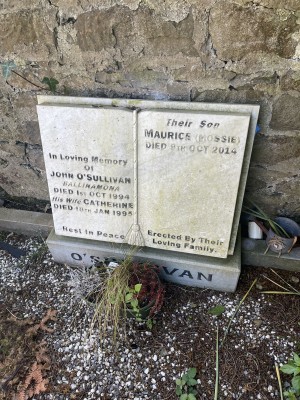 In Loving Memory
Of
JOHN O'SULLIVAN
BALLINAMONA
DIED 1ST OCT 1994
His Wife CATHERINE
DIED 10TH JAN 1995
Rest in Peace
Their Son
MAURICE (MOSSIE)
DIED 8TH OCT 2014
Erected By Their
Loving Family
O'SULLIVAN